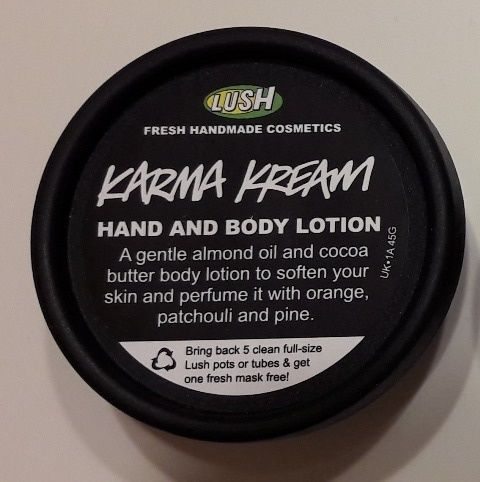 LUSH
FRESH HANDMADE COSMETICS
KARMA KREAM
HAND AND BODY LOTION
A gentle almond oil and cocoa
butter body lotion to soften your
skin and perfume it with orange,
patchouli and pine.
UK•1A 45G
Bring back 5 clean full-size
Lush pots or tubes & get
one fresh mask free!